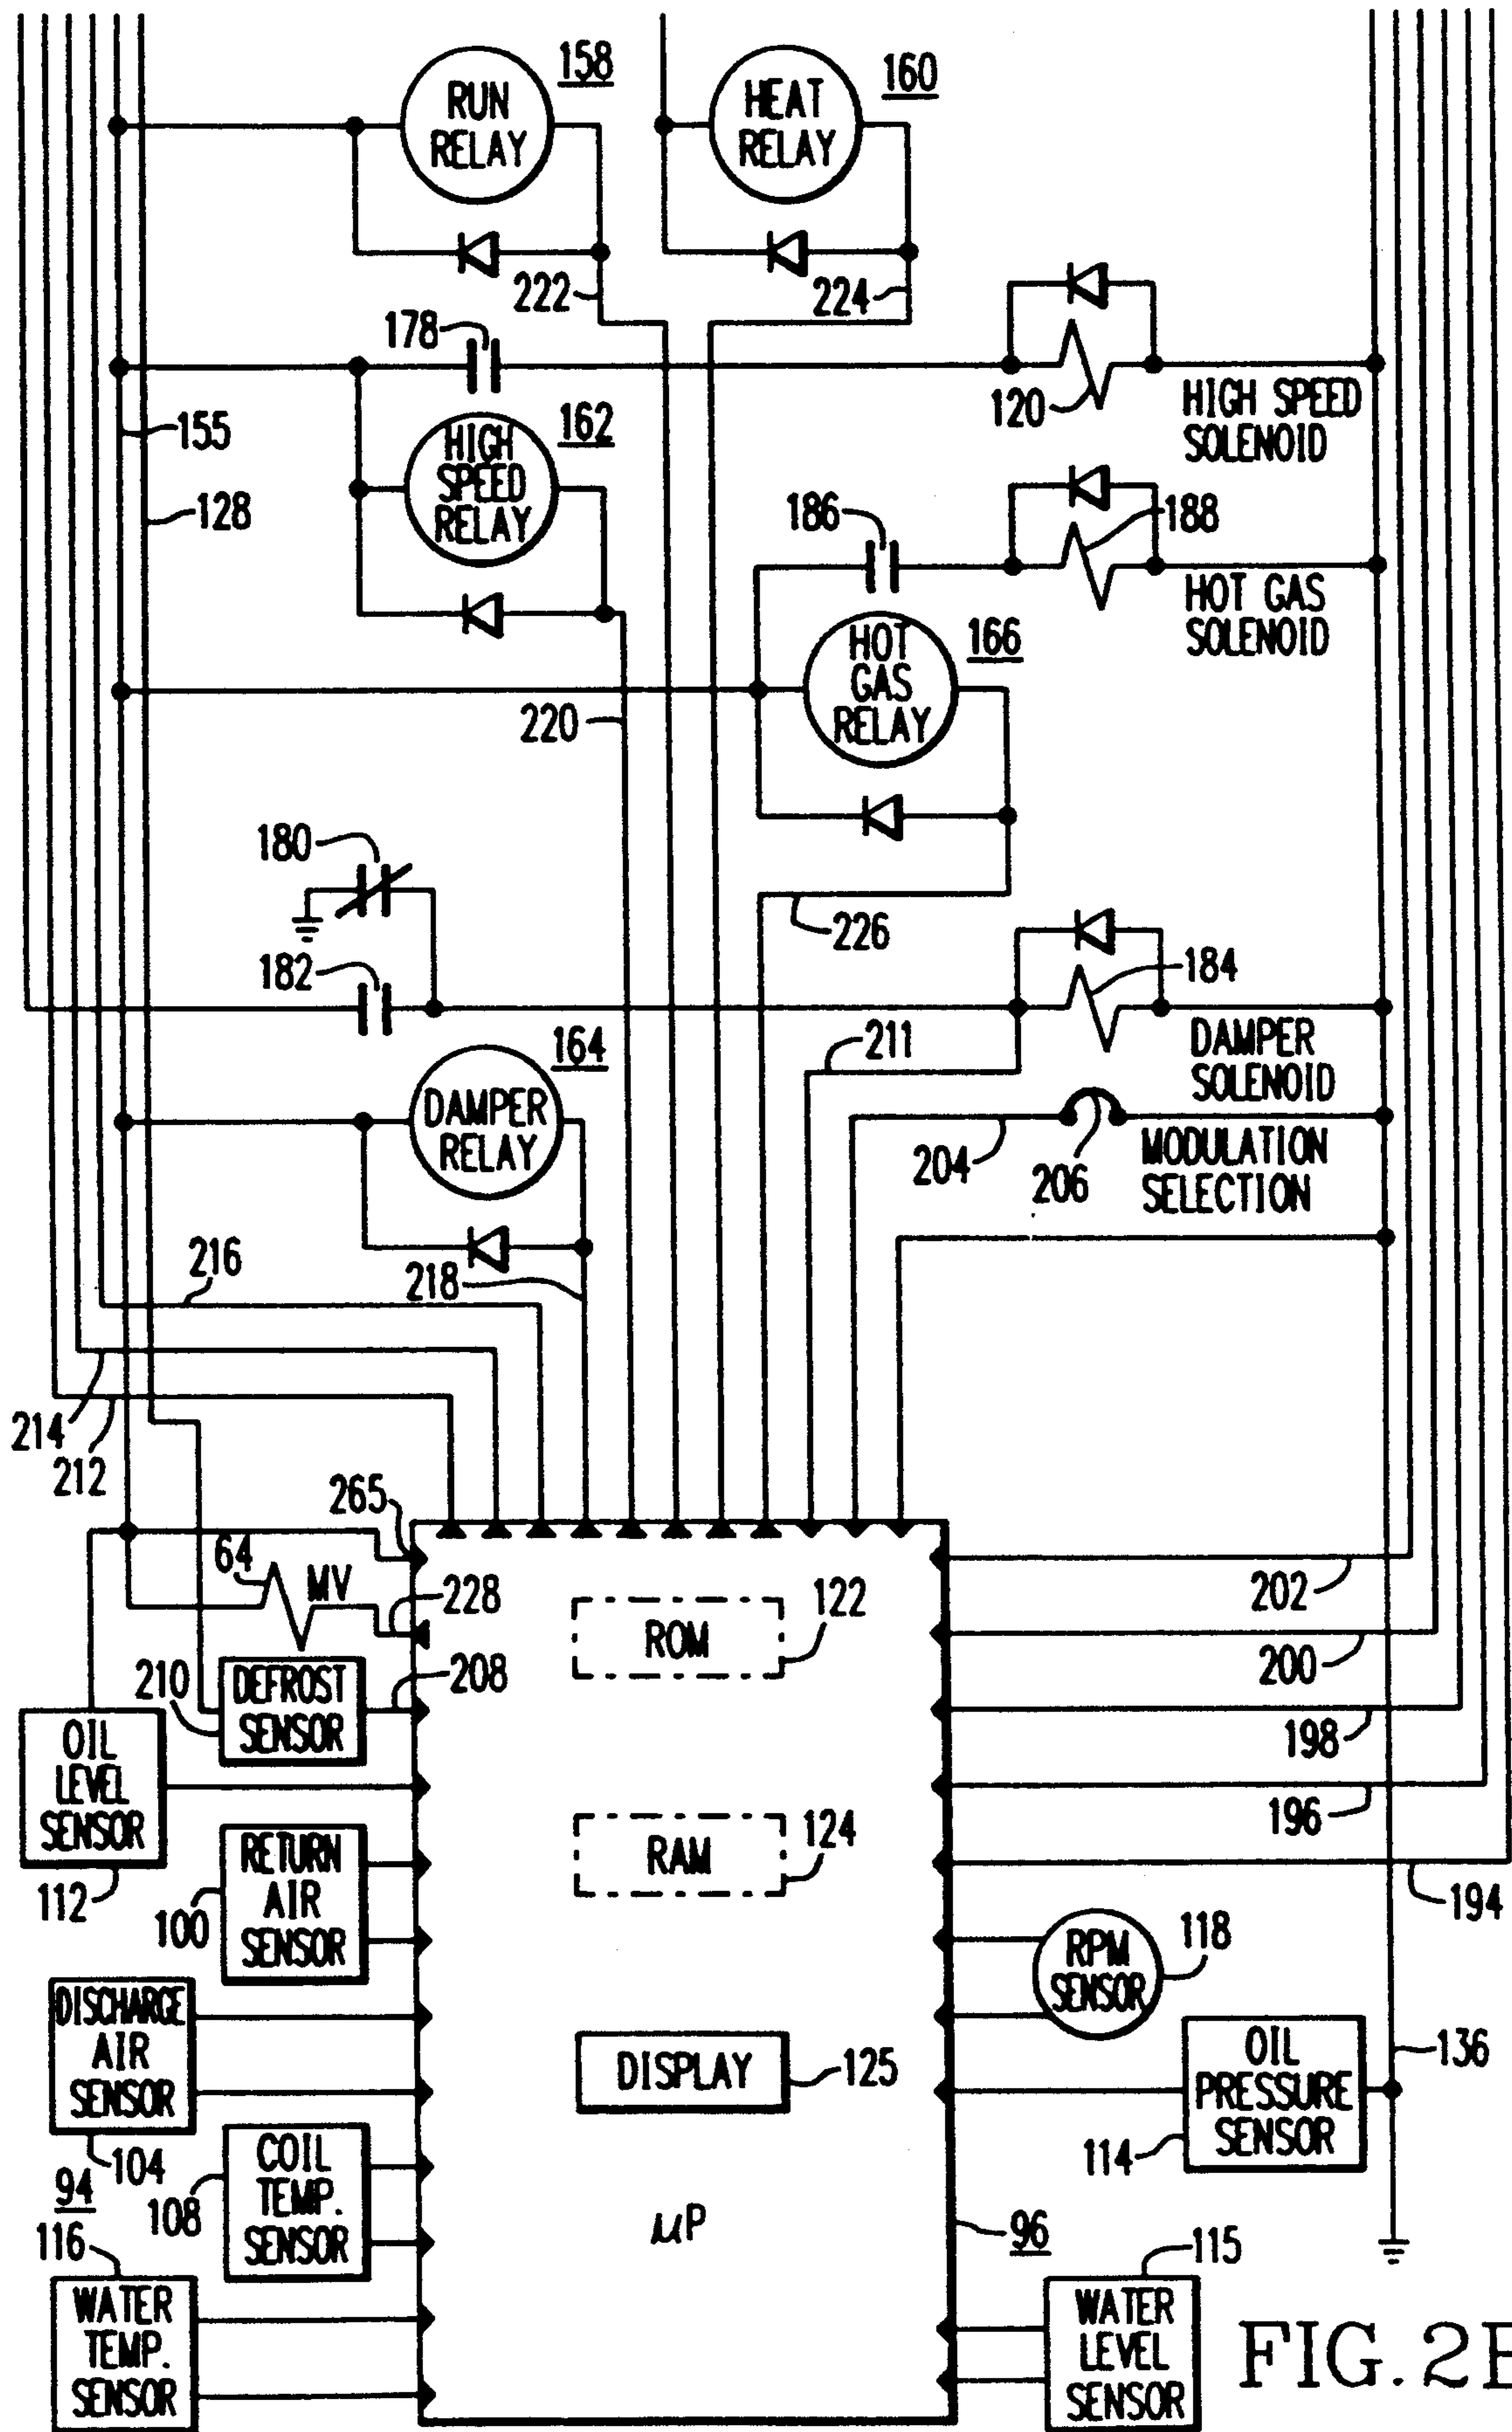 158
RUN
RELAY
160
HEAT
RELAY
222
224
178
120
HIGH SPEED
SOLENOID
155
162
HIGH
SPEED
RELAY
128
186
188
HOT GAS
SOLENOID
166
HOT
GAS
RELAY
220
180
226
182
184
211
DAMPER
SOLENOID
164
DAMPER
RELAY
204
206
MODULATION
SELECTION
216
218
214
212
265
64
MV
228
ROM
122
202
200
210
DEFROST
SENSOR
208
198
OIL
LEVEL
SENSOR
112
196
RETURN
AIR
SENSOR
100
RAM
124
194
RPM
SENSOR
118
DISCHARGE
AIR
SENSOR
104
DISPLAY
125
OIL
PRESSURE
SENSOR
114
136
94
COIL
TEMP.
SENSOR
108
μP
96
116
WATER
TEMP.
SENSOR
115
WATER
LEVEL
SENSOR
FIG. 2B